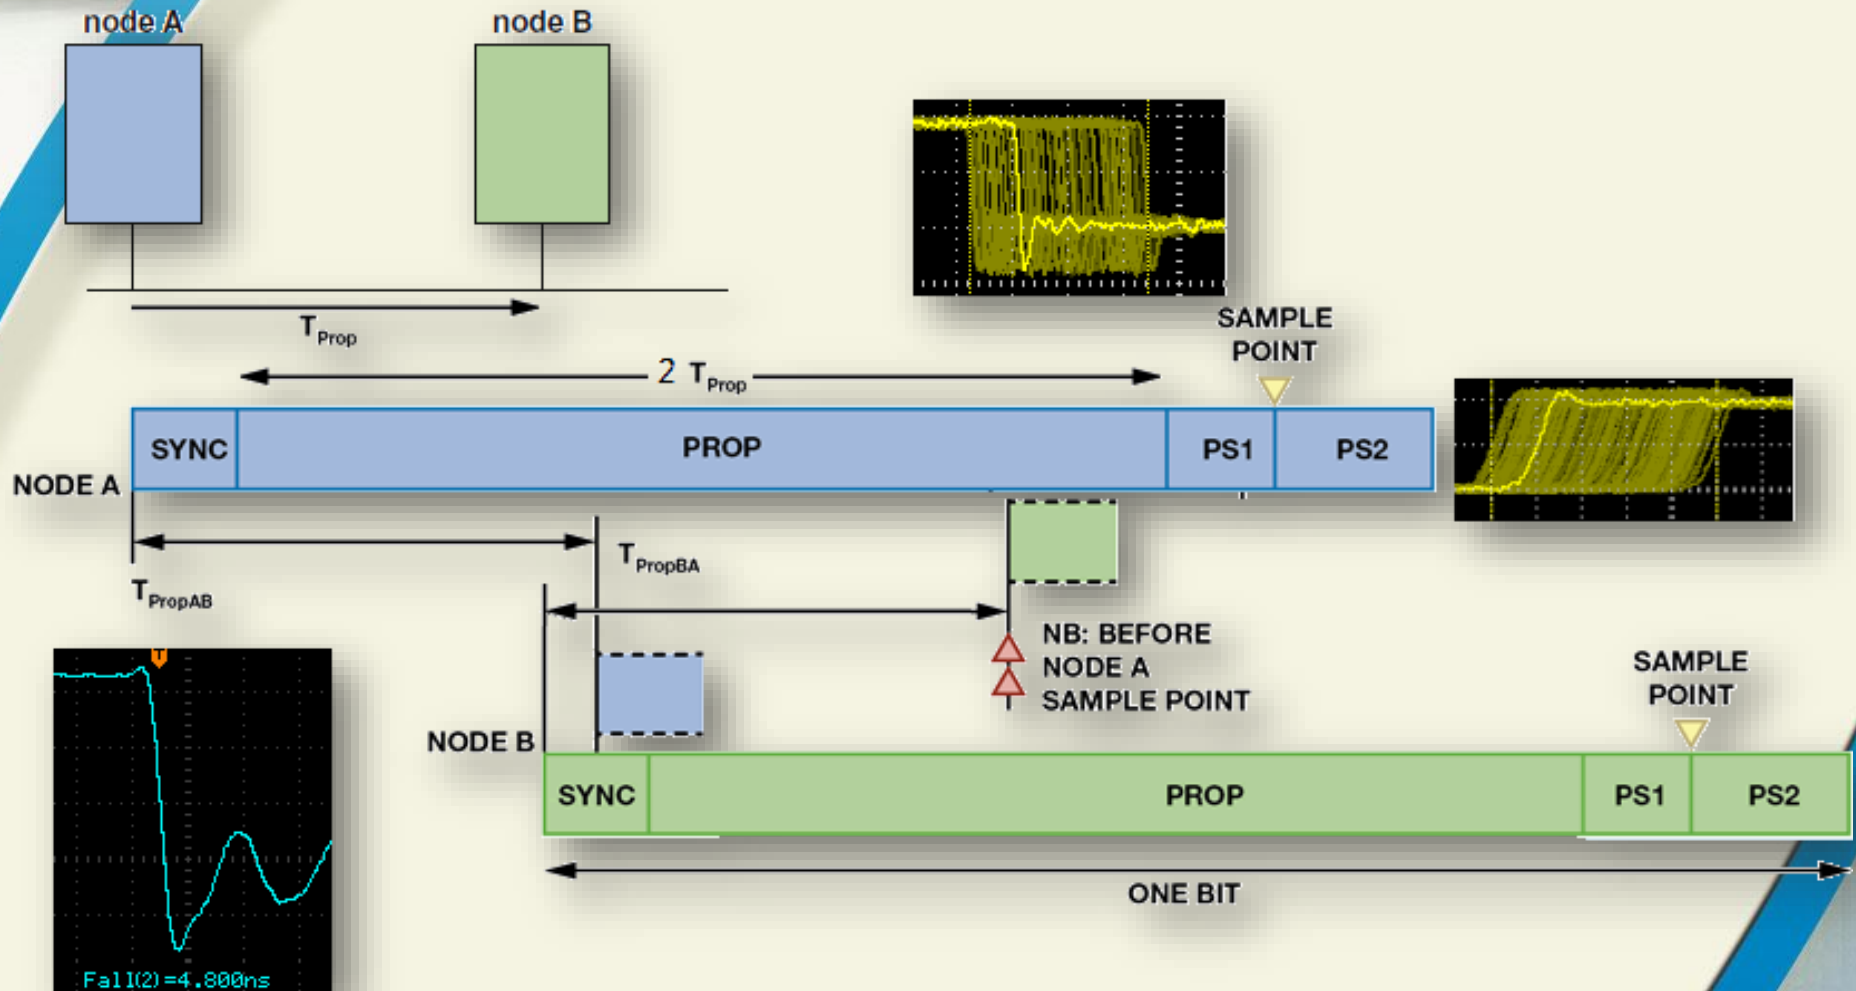 node A
node B
T Prop
SAMPLE
POINT
2 T Prop
SYNC
PROP
PS1
PS2
NODE A
T PropBA
T PropAB
NB: BEFORE
NODE A
SAMPLE POINT
SAMPLE
POINT
NODE B
T
SYNC
PROP
PS1
PS2
ONE BIT
Fall(2)=4.800ns